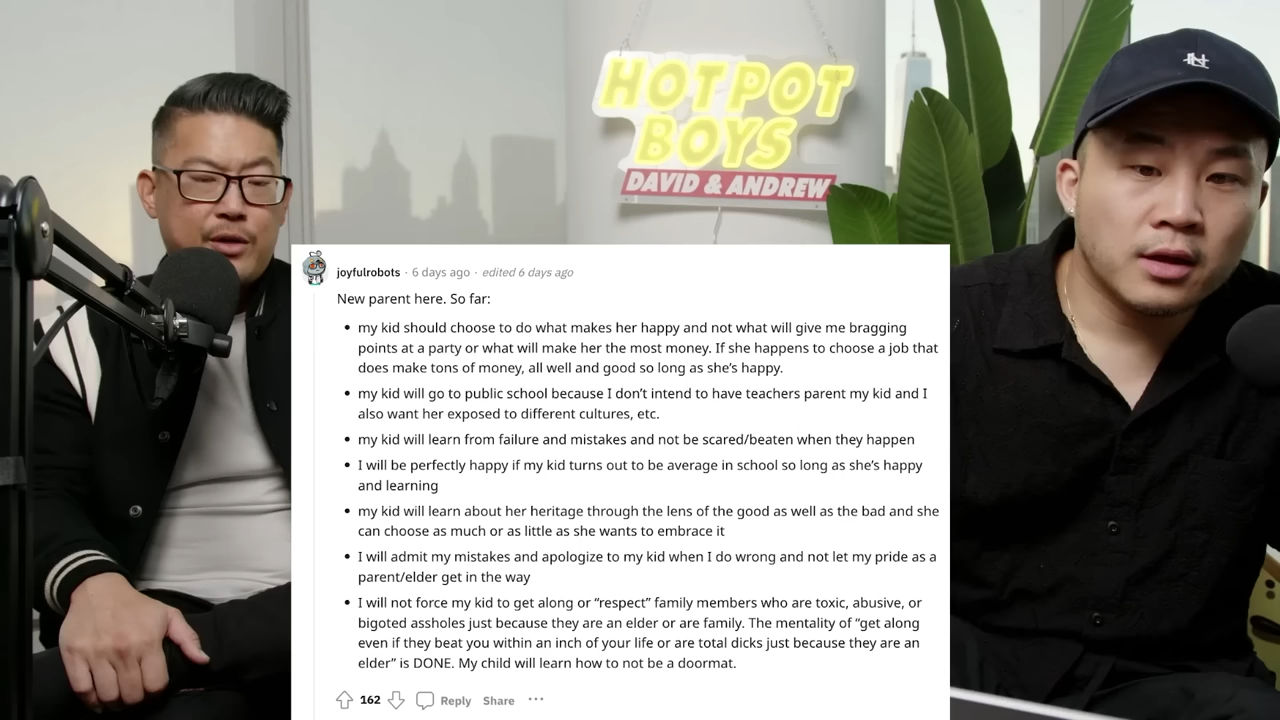 HOTPOT
BOYS
DAVID & ANDREW
joyfulrobots · 6 days ago · edited 6 days ago
New parent here. So far:
• my kid should choose to do what makes her happy and not what will give me bragging
points at a party or what will make her the most money. If she happens to choose a job that
does make tons of money, all well and good so long as she's happy.
• my kid will go to public school because I don't intend to have teachers parent my kid and I
also want her exposed to different cultures, etc.
• my kid will learn from failure and mistakes and not be scared/beaten when they happen
• I will be perfectly happy if my kid turns out to be average in school so long as she's happy
and learning
• my kid will learn about her heritage through the lens of the good as well as the bad and she
can choose as much or as little as she wants to embrace it
• I will admit my mistakes and apologize to my kid when I do wrong and not let my pride as a
parent/elder get in the way
• I will not force my kid to get along or “respect” family members who are toxic, abusive, or
bigoted assholes just because they are an elder or are family. The mentality of “get along
even if they beat you within an inch of your life or are total dicks just because they are an
elder” is DONE. My child will learn how to not be a doormat.
162 Reply Share ···